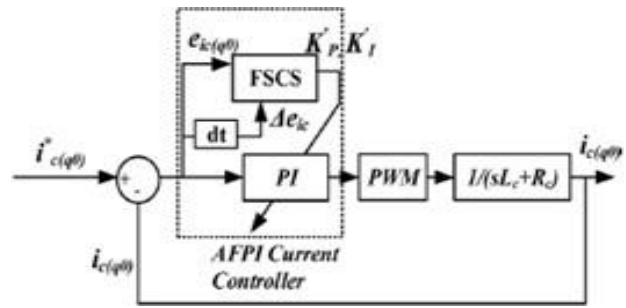 e_ic(q0)
K'_P, K'_I
FSCS
dt
Δe_ic
i*_c(q0)
+
-
PI
PWM
1/(sL_c+R_c)
i_c(q0)
i_c(q0)
AFPI Current
Controller